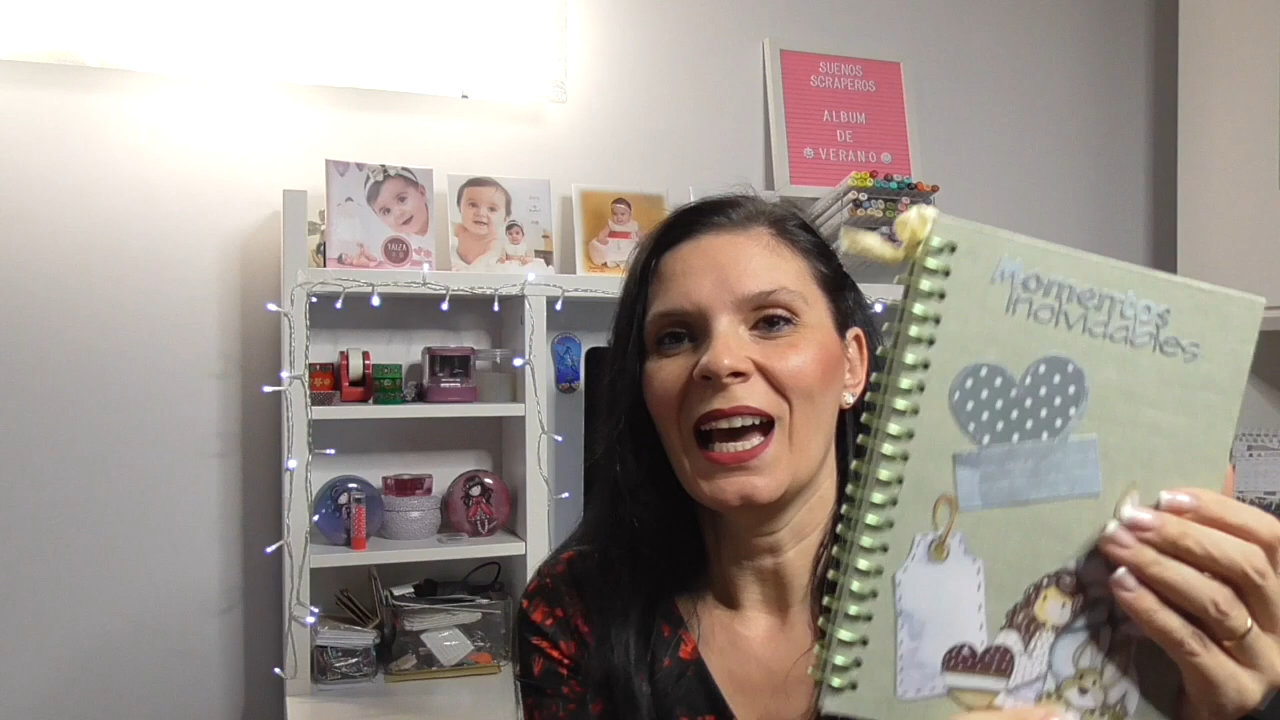 SUENOS
SCRAPEROS
ALBUM
DE
VERANO
Momentos
Inolvidables